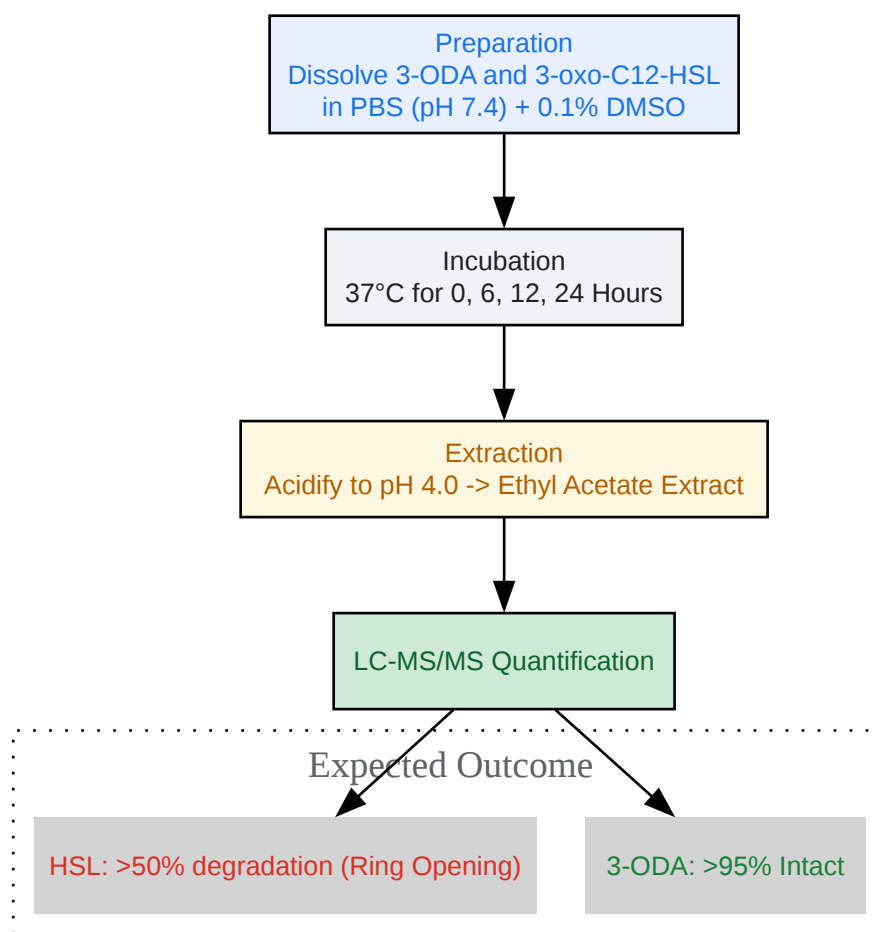 Preparation
Dissolve 3-ODA and 3-oxo-C12-HSL
in PBS (pH 7.4) + 0.1% DMSO
Incubation
37°C for 0, 6, 12, 24 Hours
Extraction
Acidify to pH 4.0 -> Ethyl Acetate Extract
LC-MS/MS Quantification
Expected Outcome
HSL: >50% degradation (Ring Opening)
3-ODA: >95% Intact